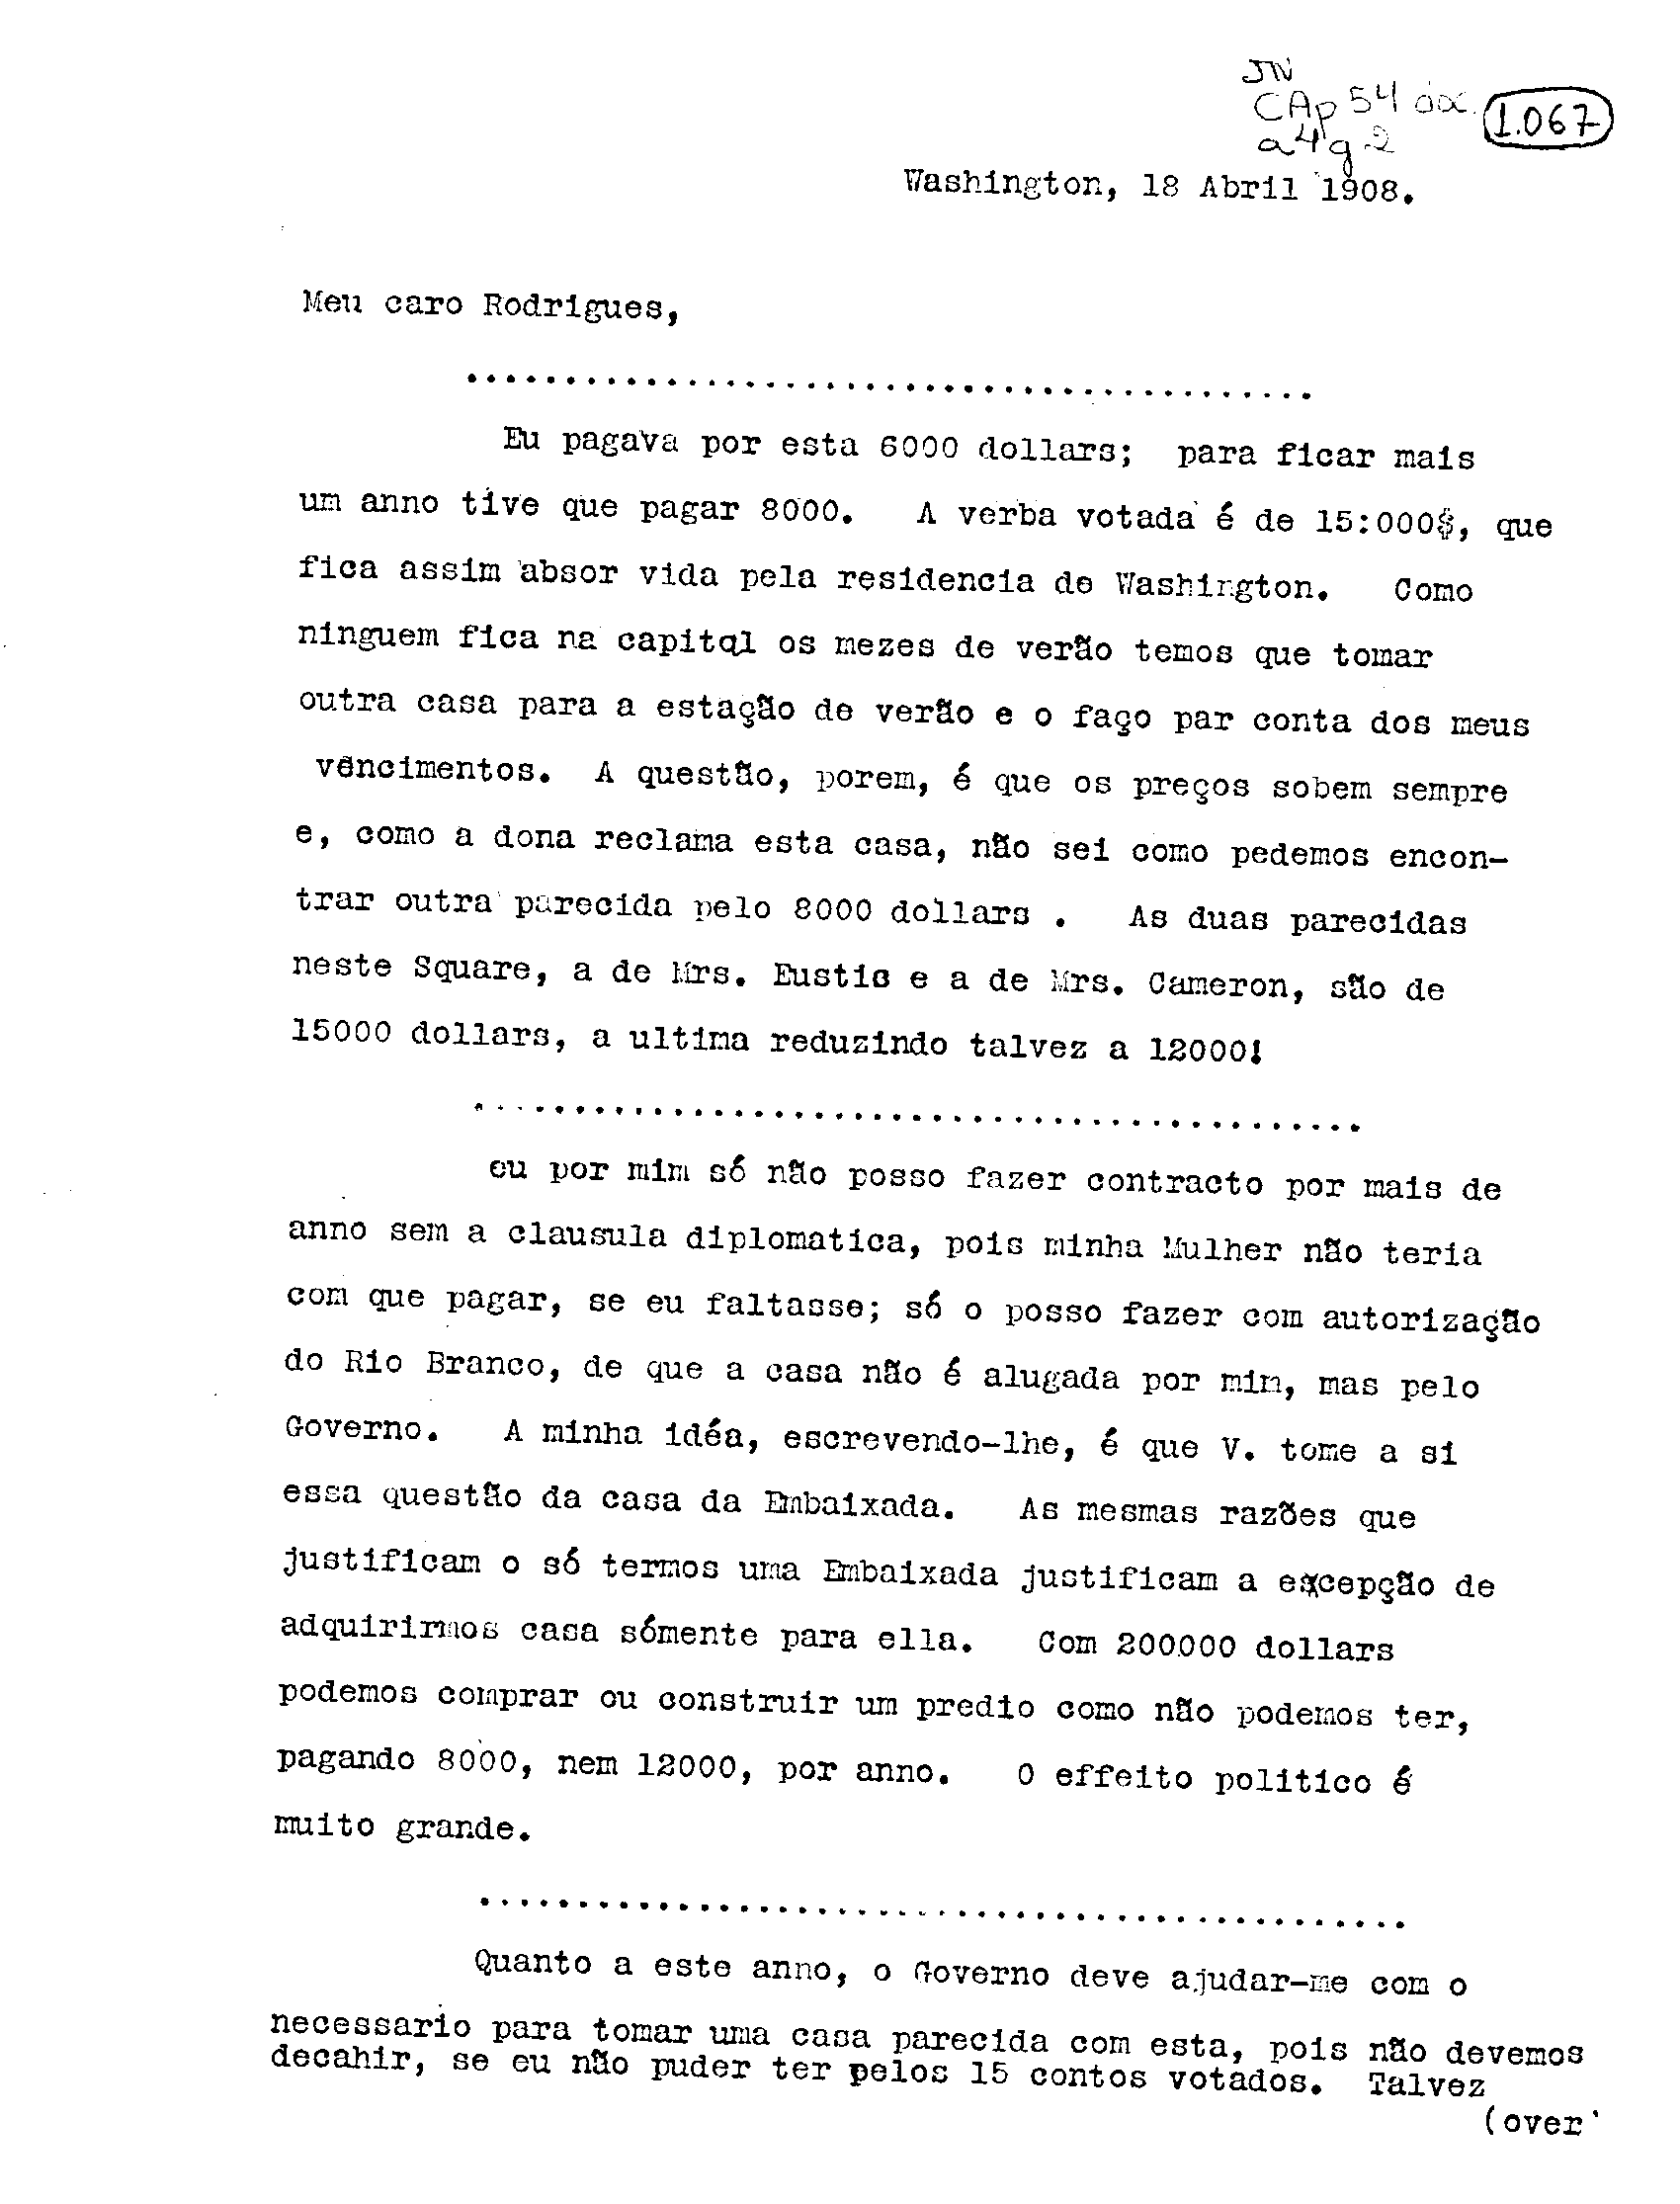 JN
CAp 54 doc. 1.067
a4g2
Washington, 18 Abril 1908.
Meu caro Rodrigues,
..........................................
Eu pagava por esta 6000 dollars; para ficar mais
um anno tive que pagar 8000. A verba votada é de 15:000$, que
fica assim absor vida pela residencia de Washington. Como
ninguem fica na capital os mezes de verão temos que tomar
outra casa para a estação de verão e o faço par conta dos meus
vencimentos. A questão, porem, é que os preços sobem sempre
e, como a dona reclama esta casa, não sei como pedemos encon-
trar outra parecida pelo 8000 dollars . As duas parecidas
neste Square, a de Mrs. Eustis e a de Mrs. Cameron, são de
15000 dollars, a ultima reduzindo talvez a 12000!
............................................
eu por mim só não posso fazer contracto por mais de
anno sem a clausula diplomatica, pois minha Mulher não teria
com que pagar, se eu faltasse; só o posso fazer com autorização
do Rio Branco, de que a casa não é alugada por mim, mas pelo
Governo. A minha idéa, escrevendo-lhe, é que V. tome a si
essa questão da casa da Embaixada. As mesmas razões que
justificam o só termos uma Embaixada justificam a excepção de
adquirirmos casa sómente para ella. Com 200000 dollars
podemos comprar ou construir um predio como não podemos ter,
pagando 8000, nem 12000, por anno. O effeito politico é
muito grande.
..............................................
Quanto a este anno, o Governo deve ajudar-me com o
necessario para tomar uma casa parecida com esta, pois não devemos
decahir, se eu não puder ter pelos 15 contos votados. Talvez
(over